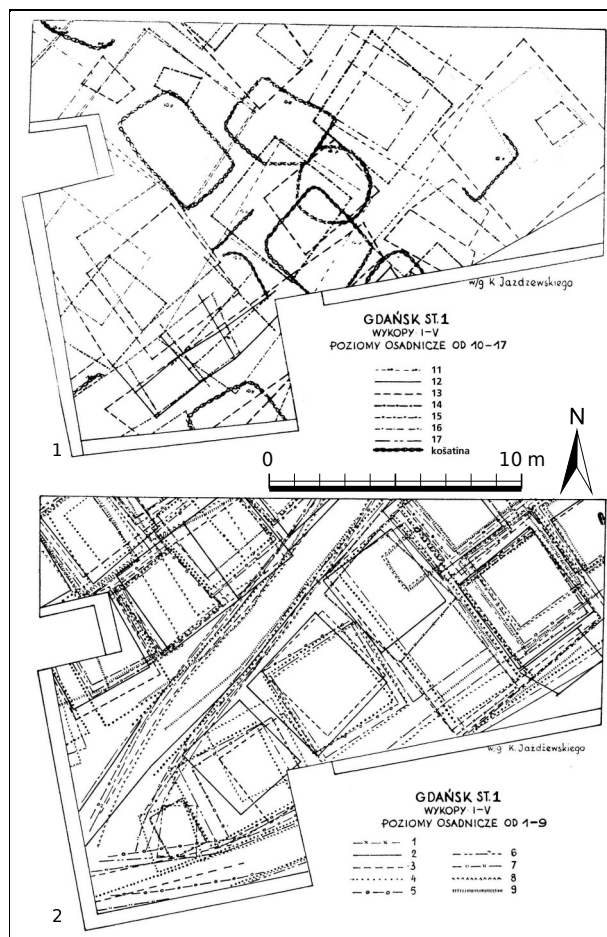 w/g K Jazdzewskiego
GDAŃSK ST.1
WYKOPY I-V
POZIOMY OSADNICZE OD 10-17
11
12
13
14
15
16
17
košatina
1
N
0 10 m
w.g K. Jażdżewskiego
GDAŃSK ST.1
WYKOPY I-V
POZIOMY OSADNICZE OD 1-9
1
2
3
4
5
6
7
8
9
2